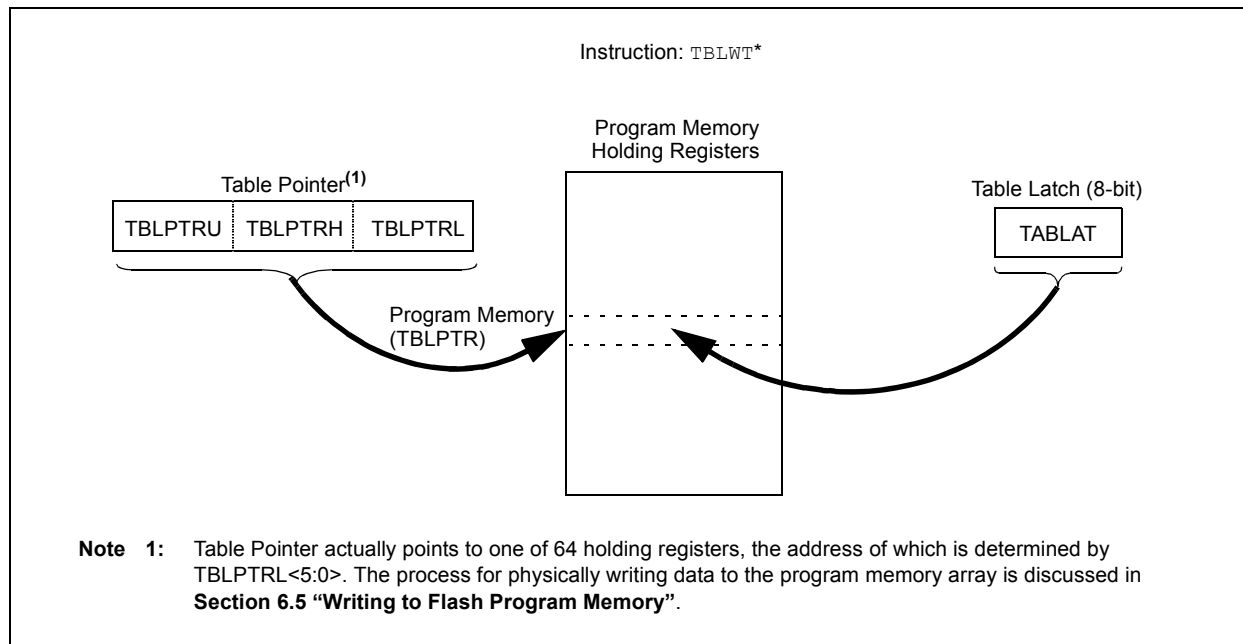 Instruction: TBLWT*
Program Memory
Holding Registers
Table Pointer(1)
Table Latch (8-bit)
TBLPTRU TBLPTRH TBLPTRL
TABLAT
Program Memory
(TBLPTR)
Note 1: Table Pointer actually points to one of 64 holding registers, the address of which is determined by
TBLPTRL<5:0>. The process for physically writing data to the program memory array is discussed in
Section 6.5 “Writing to Flash Program Memory”.